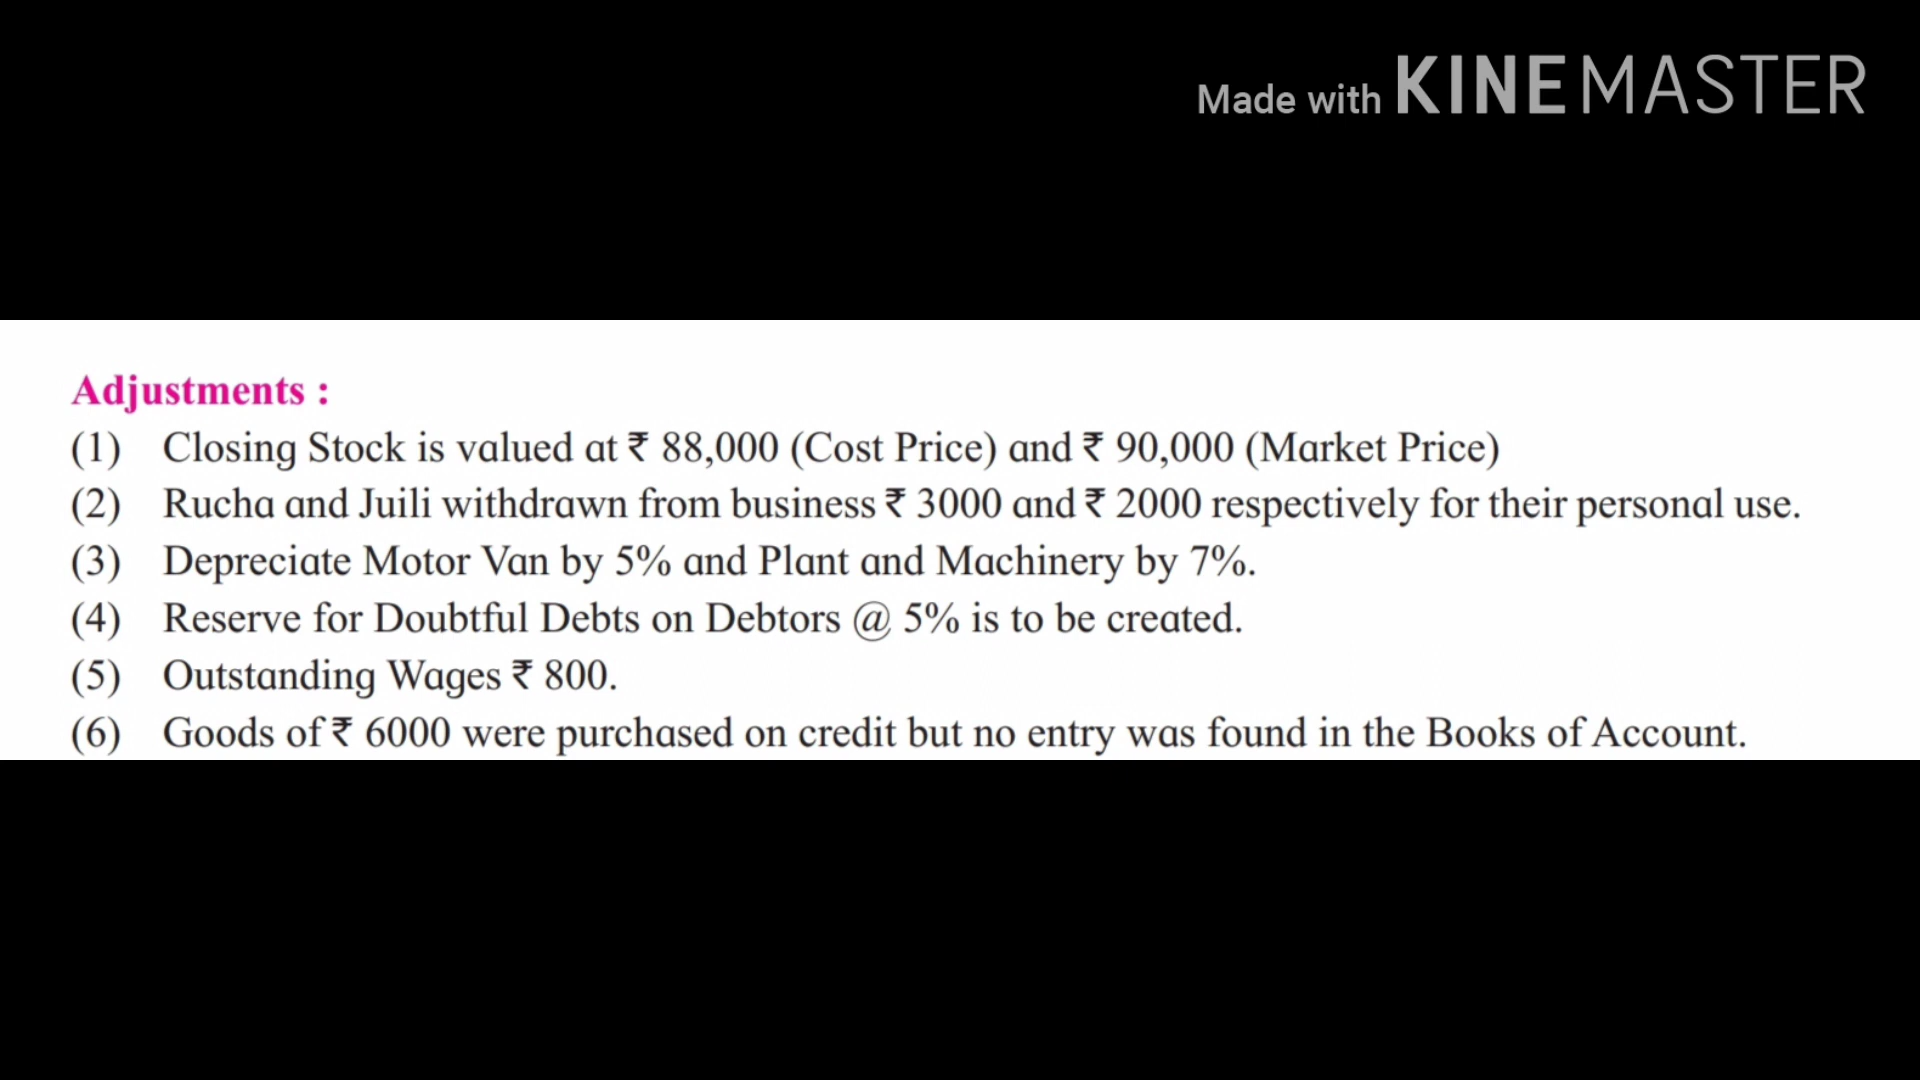 Made with KINEMASTER
Adjustments :
(1) Closing Stock is valued at ₹ 88,000 (Cost Price) and ₹ 90,000 (Market Price)
(2) Rucha and Juili withdrawn from business ₹ 3000 and ₹ 2000 respectively for their personal use.
(3) Depreciate Motor Van by 5% and Plant and Machinery by 7%.
(4) Reserve for Doubtful Debts on Debtors @ 5% is to be created.
(5) Outstanding Wages ₹ 800.
(6) Goods of ₹ 6000 were purchased on credit but no entry was found in the Books of Account.